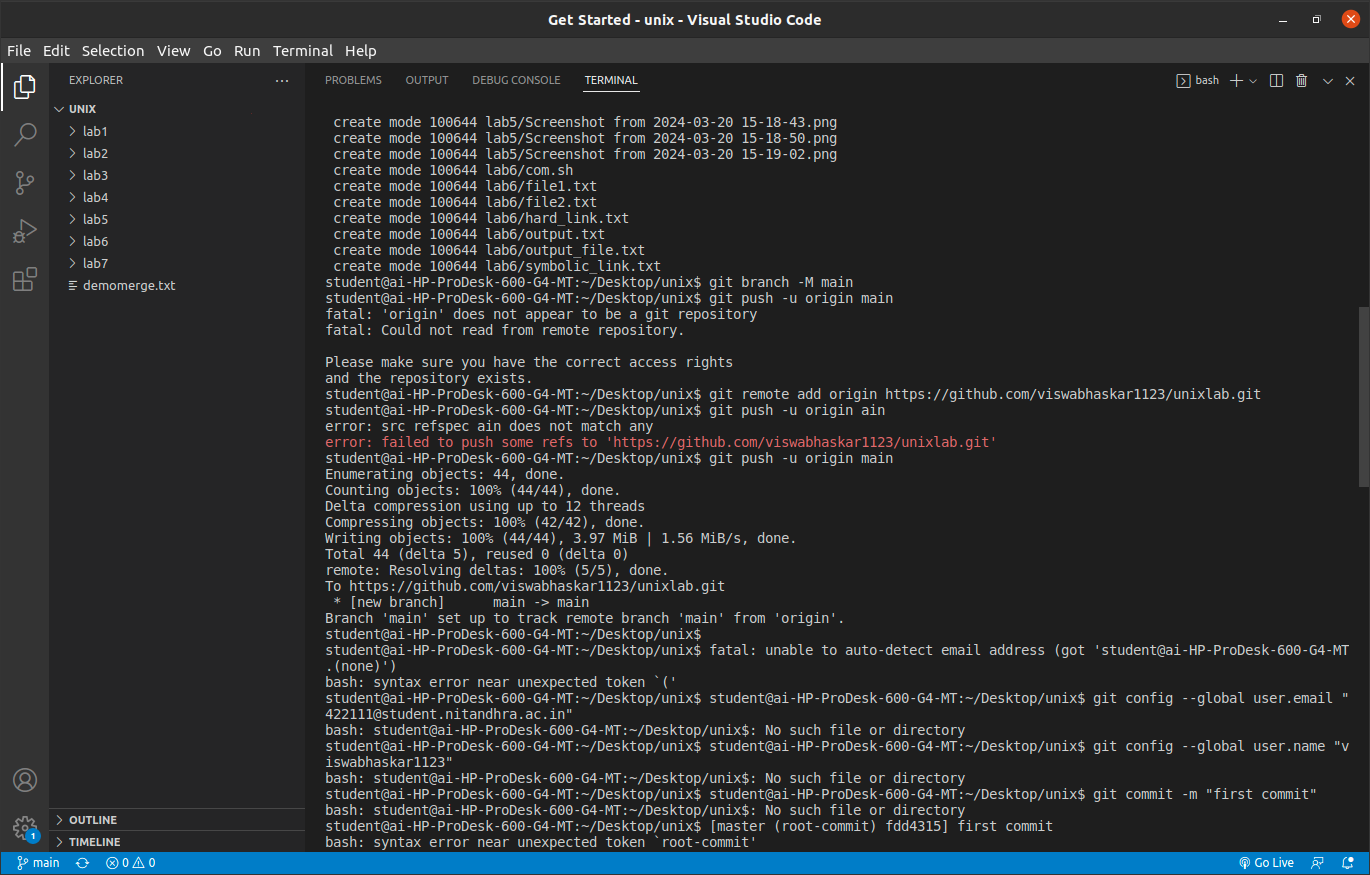 Get Started - unix - Visual Studio Code
File Edit Selection View Go Run Terminal Help
EXPLORER
UNIX
lab1
lab2
lab3
lab4
lab5
lab6
lab7
demomerge.txt
OUTLINE
TIMELINE
PROBLEMS OUTPUT DEBUG CONSOLE TERMINAL
bash
create mode 100644 lab5/Screenshot from 2024-03-20 15-18-43.png
create mode 100644 lab5/Screenshot from 2024-03-20 15-18-50.png
create mode 100644 lab5/Screenshot from 2024-03-20 15-19-02.png
create mode 100644 lab6/com.sh
create mode 100644 lab6/file1.txt
create mode 100644 lab6/file2.txt
create mode 100644 lab6/hard_link.txt
create mode 100644 lab6/output.txt
create mode 100644 lab6/output_file.txt
create mode 100644 lab6/symbolic_link.txt
student@ai-HP-ProDesk-600-G4-MT:~/Desktop/unix$ git branch -M main
student@ai-HP-ProDesk-600-G4-MT:~/Desktop/unix$ git push -u origin main
fatal: 'origin' does not appear to be a git repository
fatal: Could not read from remote repository.
Please make sure you have the correct access rights
and the repository exists.
student@ai-HP-ProDesk-600-G4-MT:~/Desktop/unix$ git remote add origin https://github.com/viswabhaskar1123/unixlab.git
student@ai-HP-ProDesk-600-G4-MT:~/Desktop/unix$ git push -u origin ain
error: src refspec ain does not match any
error: failed to push some refs to 'https://github.com/viswabhaskar1123/unixlab.git'
student@ai-HP-ProDesk-600-G4-MT:~/Desktop/unix$ git push -u origin main
Enumerating objects: 44, done.
Counting objects: 100% (44/44), done.
Delta compression using up to 12 threads
Compressing objects: 100% (42/42), done.
Writing objects: 100% (44/44), 3.97 MiB | 1.56 MiB/s, done.
Total 44 (delta 5), reused 0 (delta 0)
remote: Resolving deltas: 100% (5/5), done.
To https://github.com/viswabhaskar1123/unixlab.git
* [new branch]      main -> main
Branch 'main' set up to track remote branch 'main' from 'origin'.
student@ai-HP-ProDesk-600-G4-MT:~/Desktop/unix$
student@ai-HP-ProDesk-600-G4-MT:~/Desktop/unix$ fatal: unable to auto-detect email address (got 'student@ai-HP-ProDesk-600-G4-MT
.(none)')
bash: syntax error near unexpected token `('
student@ai-HP-ProDesk-600-G4-MT:~/Desktop/unix$ student@ai-HP-ProDesk-600-G4-MT:~/Desktop/unix$ git config --global user.email "
422111@student.nitandhra.ac.in"
bash: student@ai-HP-ProDesk-600-G4-MT:~/Desktop/unix$: No such file or directory
student@ai-HP-ProDesk-600-G4-MT:~/Desktop/unix$ student@ai-HP-ProDesk-600-G4-MT:~/Desktop/unix$ git config --global user.name "v
iswabhaskar1123"
bash: student@ai-HP-ProDesk-600-G4-MT:~/Desktop/unix$: No such file or directory
student@ai-HP-ProDesk-600-G4-MT:~/Desktop/unix$ student@ai-HP-ProDesk-600-G4-MT:~/Desktop/unix$ git commit -m "first commit"
bash: student@ai-HP-ProDesk-600-G4-MT:~/Desktop/unix$: No such file or directory
student@ai-HP-ProDesk-600-G4-MT:~/Desktop/unix$ [master (root-commit) fdd4315] first commit
bash: syntax error near unexpected token `root-commit'
1
main 0 0 Go Live